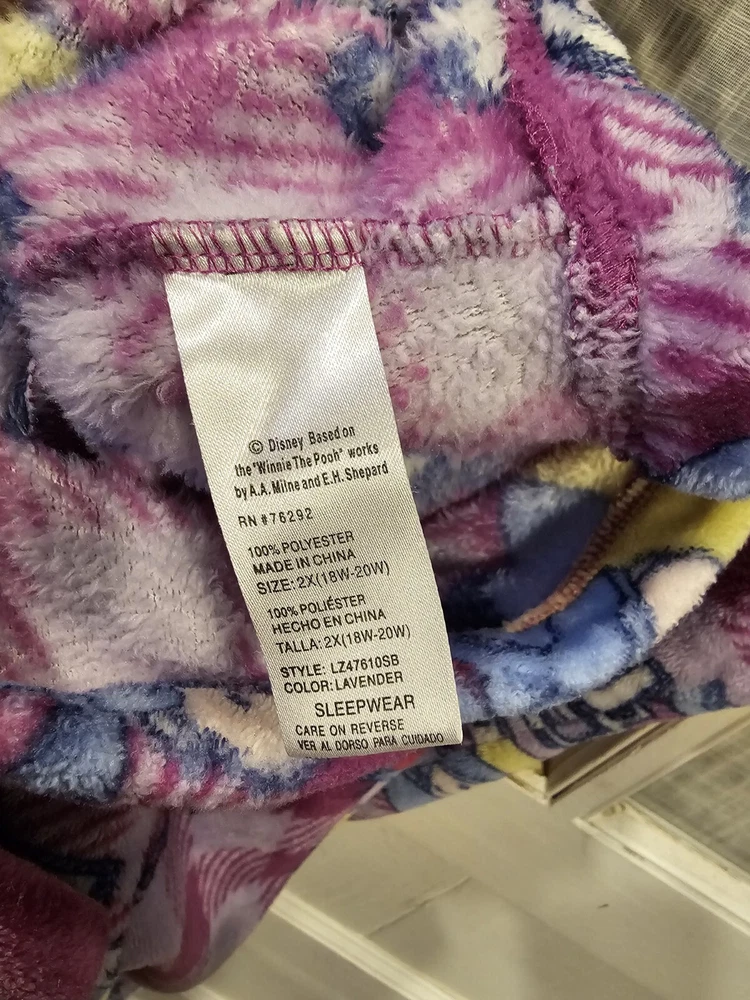 © Disney Based on
the "Winnie The Pooh" works
by A.A. Milne and E.H. Shepard
RN #76292
100% POLYESTER
MADE IN CHINA
SIZE: 2X(18W-20W)
100% POLIÉSTER
HECHO EN CHINA
TALLA: 2X(18W-20W)
STYLE: LZ47610SB
COLOR: LAVENDER
SLEEPWEAR
CARE ON REVERSE
VER AL DORSO PARA CUIDADO